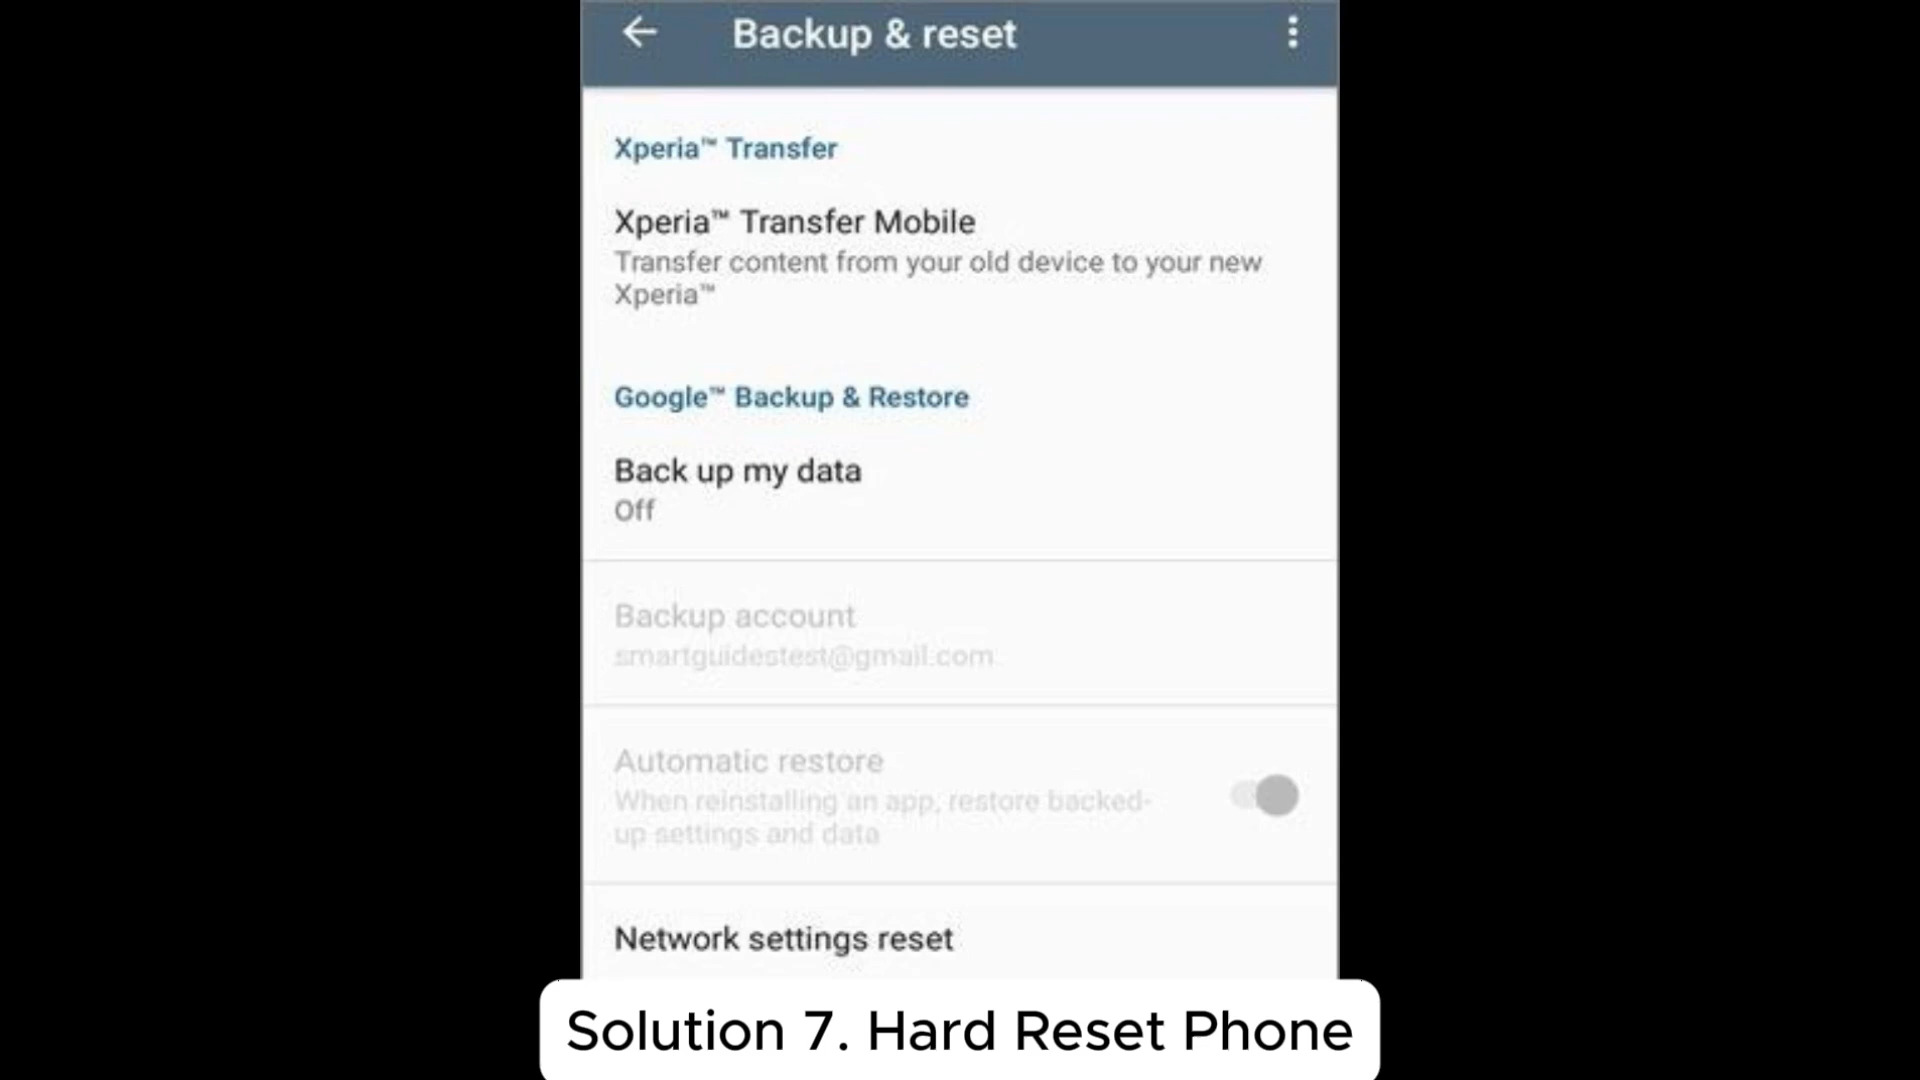 Backup & reset
Xperia™ Transfer
Xperia™ Transfer Mobile
Transfer content from your old device to your new
Xperia™
Google™ Backup & Restore
Back up my data
Off
Backup account
smartguidestest@gmail.com
Automatic restore
When reinstalling an app, restore backed-
up settings and data
Network settings reset
Solution 7. Hard Reset Phone